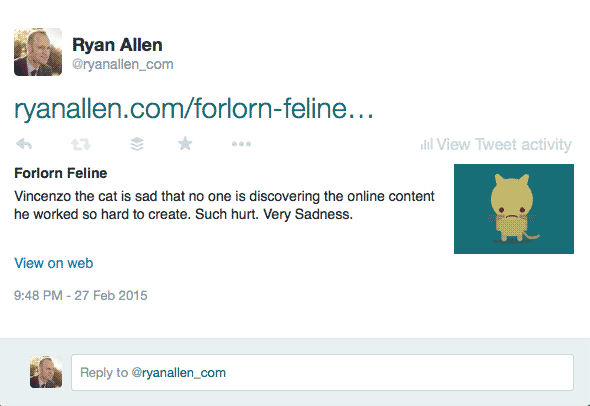 Ryan Allen
@ryanallen_com
ryanallen.com/forlorn-feline…
View Tweet activity
Forlorn Feline
Vincenzo the cat is sad that no one is discovering the online content
he worked so hard to create. Such hurt. Very Sadness.
View on web
9:48 PM - 27 Feb 2015
Reply to @ryanallen_com